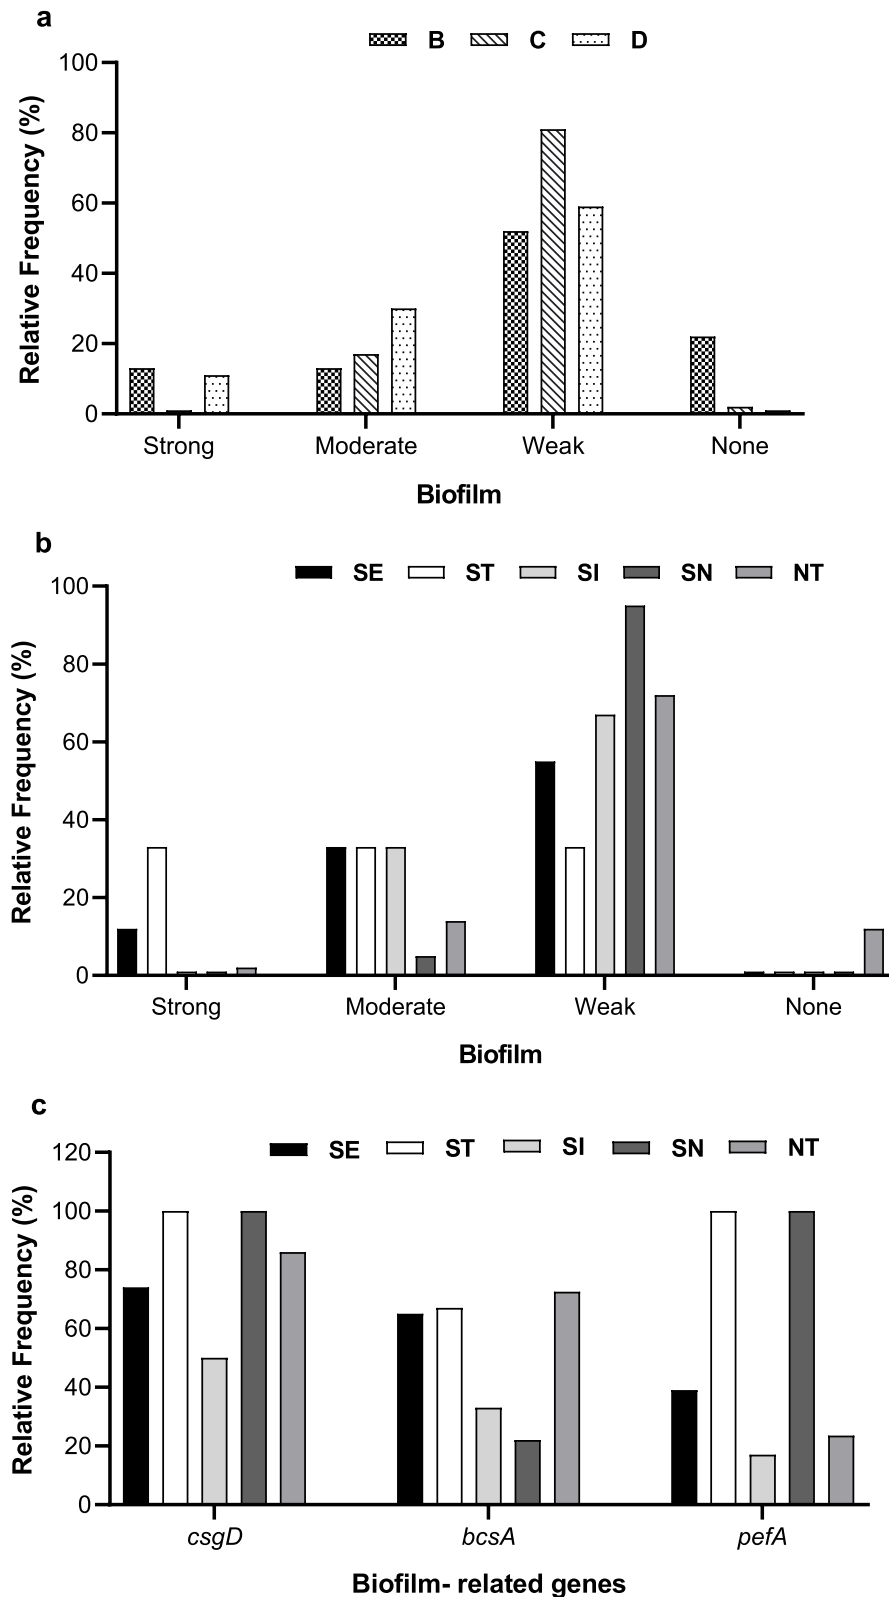 a
B C D
Relative Frequency (%)
100
80
60
40
20
0
Strong Moderate Weak None
Biofilm
b
SE ST SI SN NT
Relative Frequency (%)
100
80
60
40
20
0
Strong Moderate Weak None
Biofilm
c
SE ST SI SN NT
Relative Frequency (%)
120
100
80
60
40
20
0
csgD bcsA pefA
Biofilm- related genes